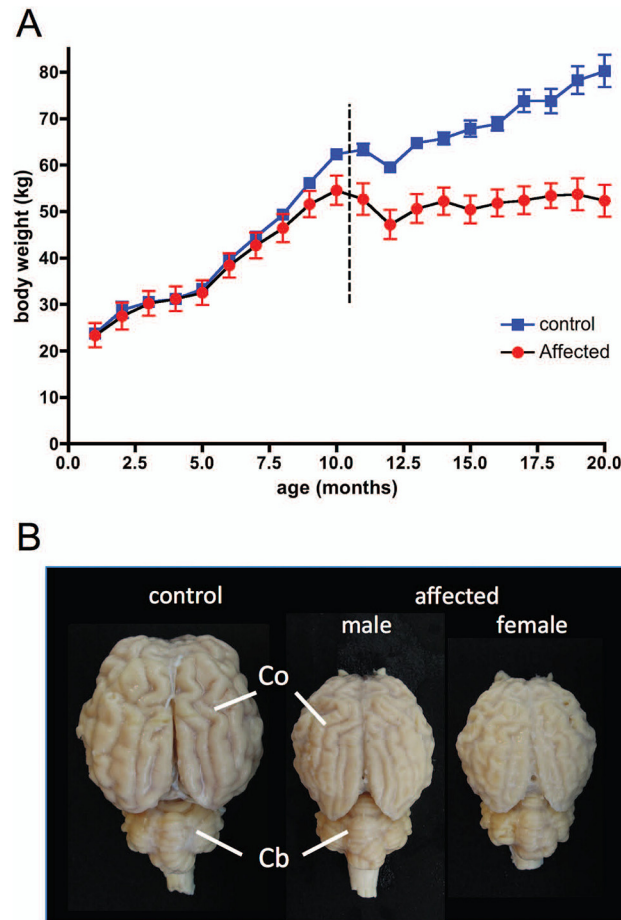 A
body weight (kg)
80
70
60
50
40
30
20
10
0
control
Affected
0.0 2.5 5.0 7.5 10.0 12.5 15.0 17.5 20.0
age (months)
B
control affected
male female
Co
Cb